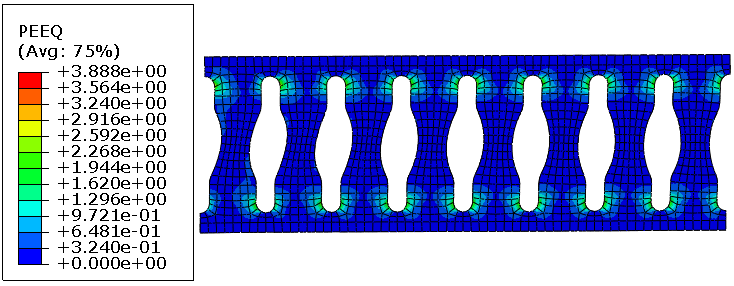 PEEQ
(Avg: 75%)
+3.888e+00
+3.564e+00
+3.240e+00
+2.916e+00
+2.592e+00
+2.268e+00
+1.944e+00
+1.620e+00
+1.296e+00
+9.721e-01
+6.481e-01
+3.240e-01
+0.000e+00